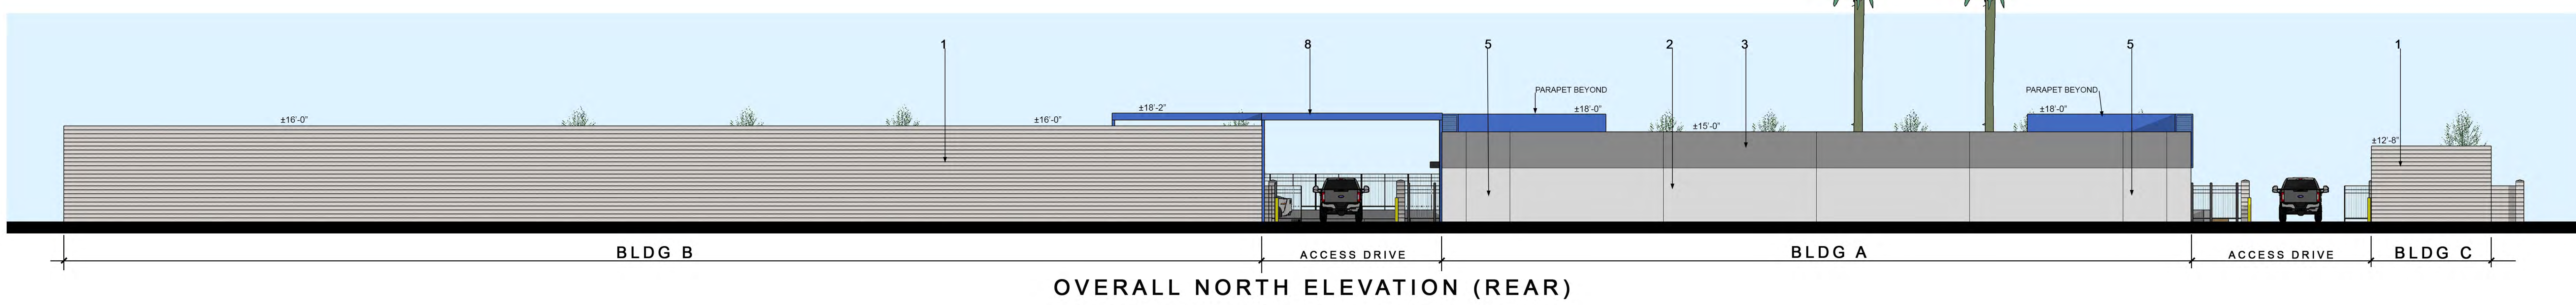 1 8 5 2 3 5 1
PARAPET BEYOND PARAPET BEYOND
±18'-2" ±18'-0" ±18'-0"
±16'-0" ±16'-0" ±15'-0"
±12'-8"
BLDG B ACCESS DRIVE BLDG A ACCESS DRIVE BLDG C
OVERALL NORTH ELEVATION (REAR)